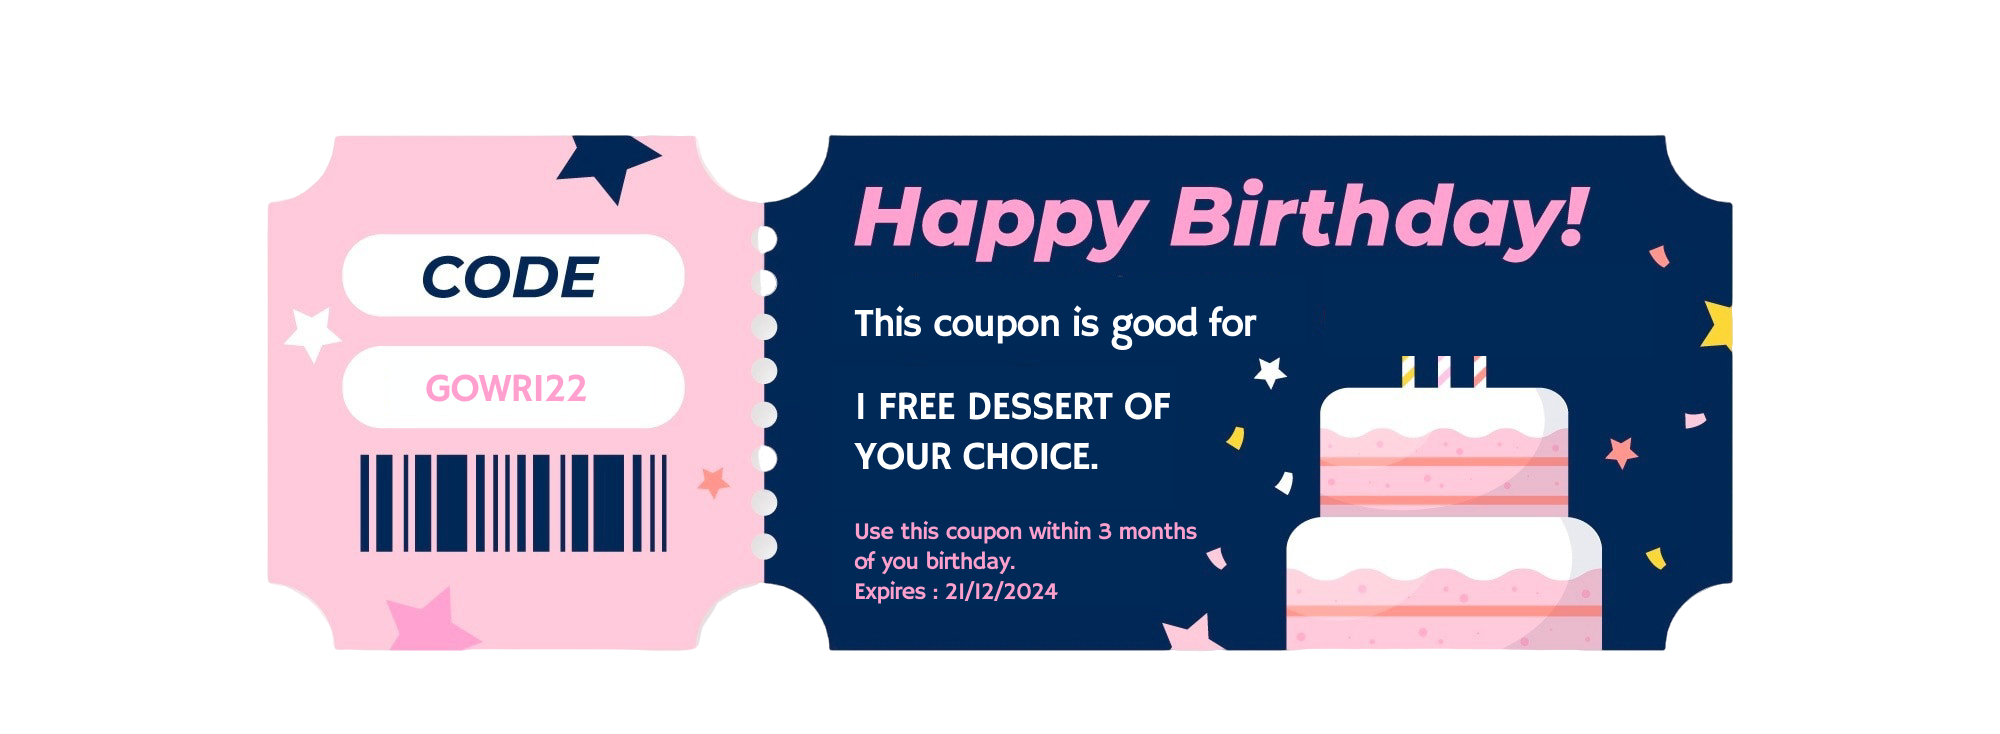 CODE
GOWRI22
Happy Birthday!
This coupon is good for
1 FREE DESSERT OF
YOUR CHOICE.
Use this coupon within 3 months
of you birthday.
Expires : 21/12/2024